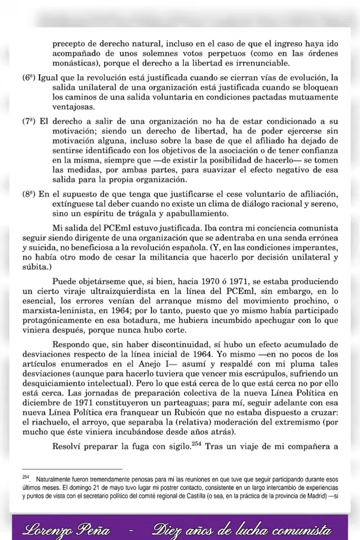 precepto de derecho natural, incluso en el caso de que el ingreso haya ido
acompañado de unos solemnes votos perpetuos (como en las órdenes
monásticas), porque el derecho a la libertad es irrenunciable.
(6º) Igual que la revolución está justificada cuando se cierran vías de evolución, la
salida unilateral de una organización está justificada cuando se bloquean
los caminos de una salida voluntaria en condiciones pactadas mutuamente
ventajosas.
(7º) El derecho a salir de una organización no ha de estar condicionado a su
motivación; siendo un derecho de libertad, ha de poder ejercerse sin
motivación alguna, incluso sobre la base de que el afiliado ha dejado de
sentirse identificado con los objetivos de la asociación o de tener confianza
en la misma, siempre que —de existir la posibilidad de hacerlo— se tomen
las medidas, por ambas partes, para suavizar el efecto negativo de esa
salida para la propia organización.
(8º) En el supuesto de que tenga que justificarse el cese voluntario de afiliación,
extínguese tal deber cuando no existe un clima de diálogo racional y sereno,
sino un espíritu de trágala y apabullamiento.
Mi salida del PCEml estuvo justificada. Iba contra mi conciencia comunista
seguir siendo dirigente de una organización que se adentraba en una senda errónea
y suicida, no beneficiosa a la revolución española. (Y, en las condiciones imperantes,
no había otro modo de cesar la militancia que hacerlo por decisión unilateral y
súbita.)
Puede objetárseme que, si bien, hacia 1970 ó 1971, se estaba produciendo
un cierto viraje ultraizquierdista en la línea del PCEml, sin embargo, en lo
esencial, los errores venían del arranque mismo del movimiento prochino, o
marxista-leninista, en 1964; por lo tanto, puesto que yo mismo había participado
protagónicamente en esa botadura, me hubiera incumbido apechugar con lo que
viniera después, porque nunca hubo corte.
Respondo que, sin haber discontinuidad, sí hubo un efecto acumulado de
desviaciones respecto de la línea inicial de 1964. Yo mismo —en no pocos de los
artículos enumerados en el Anejo I— asumí y respaldé con mi pluma tales
desviaciones (aunque para hacerlo tuviera que vencer mis escrúpulos, sufriendo un
desquiciamiento intelectual). Pero lo que está cerca de lo que está cerca no por ello
está cerca. Las jornadas de preparación colectiva de la nueva Línea Política en
diciembre de 1971 constituyeron un parteaguas; para mí, seguir adelante con esa
nueva Línea Política era franquear un Rubicón que no estaba dispuesto a cruzar:
el riachuelo, el arroyo, que separaba la (relativa) moderación del extremismo (por
mucho que éste viniera incubándose desde años atrás).
Resolví preparar la fuga con sigilo.254 Tras un viaje de mi compañera a
254. Naturalmente fueron tremendamente penosas para mí las reuniones en que tuve que seguir participando durante esos
últimos meses. El domingo 21 de mayo tuvo lugar mi postrer contacto, consistente en un largo intercambio de experiencias
y puntos de vista con el secretario político del comité regional de Castilla (o sea, en la práctica de la provincia de Madrid) —si
Lorenzo Peña - Diez años de lucha comunista